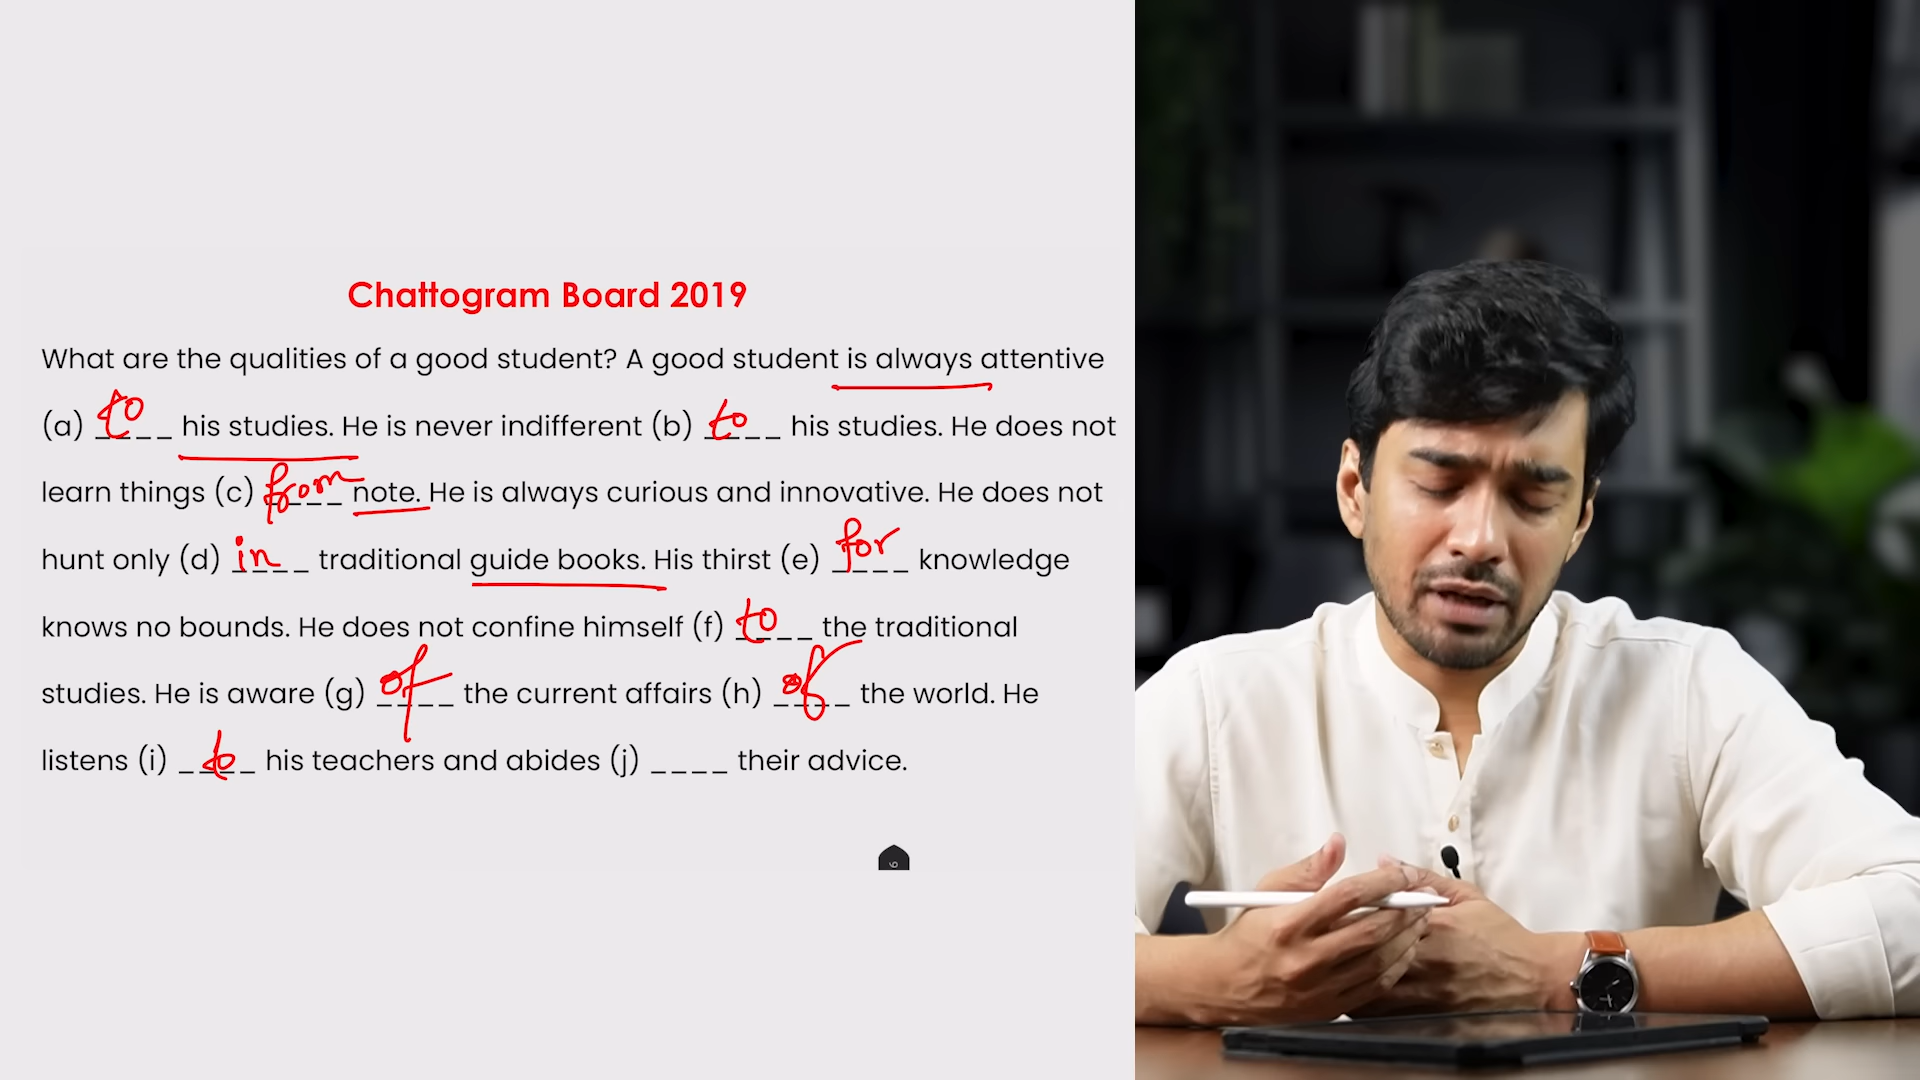 Chattogram Board 2019
What are the qualities of a good student? A good student is always attentive
(a) to ____ his studies. He is never indifferent (b) to ____ his studies. He does not
learn things (c) from ____ note. He is always curious and innovative. He does not
hunt only (d) in ____ traditional guide books. His thirst (e) for ____ knowledge
knows no bounds. He does not confine himself (f) to ____ the traditional
studies. He is aware (g) of ____ the current affairs (h) of ____ the world. He
listens (i) to ____ his teachers and abides (j) ____ their advice.